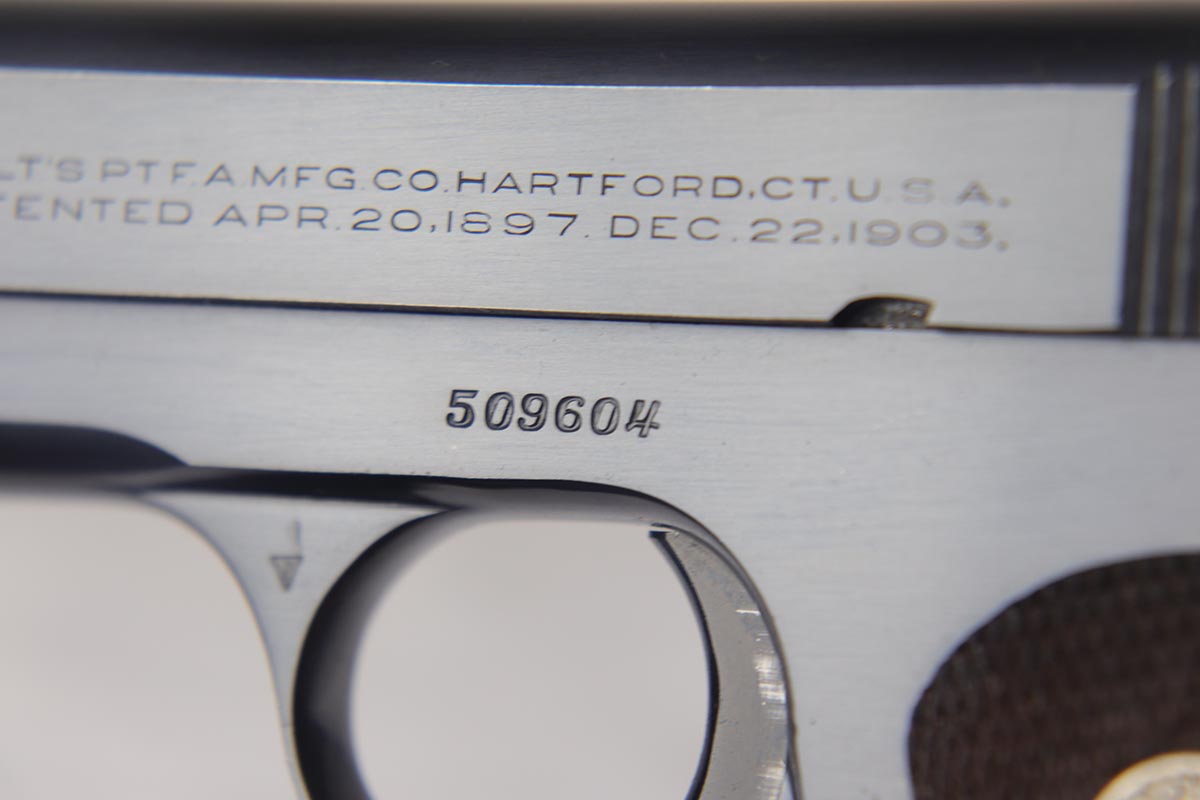 LT'S PT.F.A.MFG.CO.HARTFORD,CT.U.S.A.
TENTED APR.20,1897. DEC.22,1903.
509604